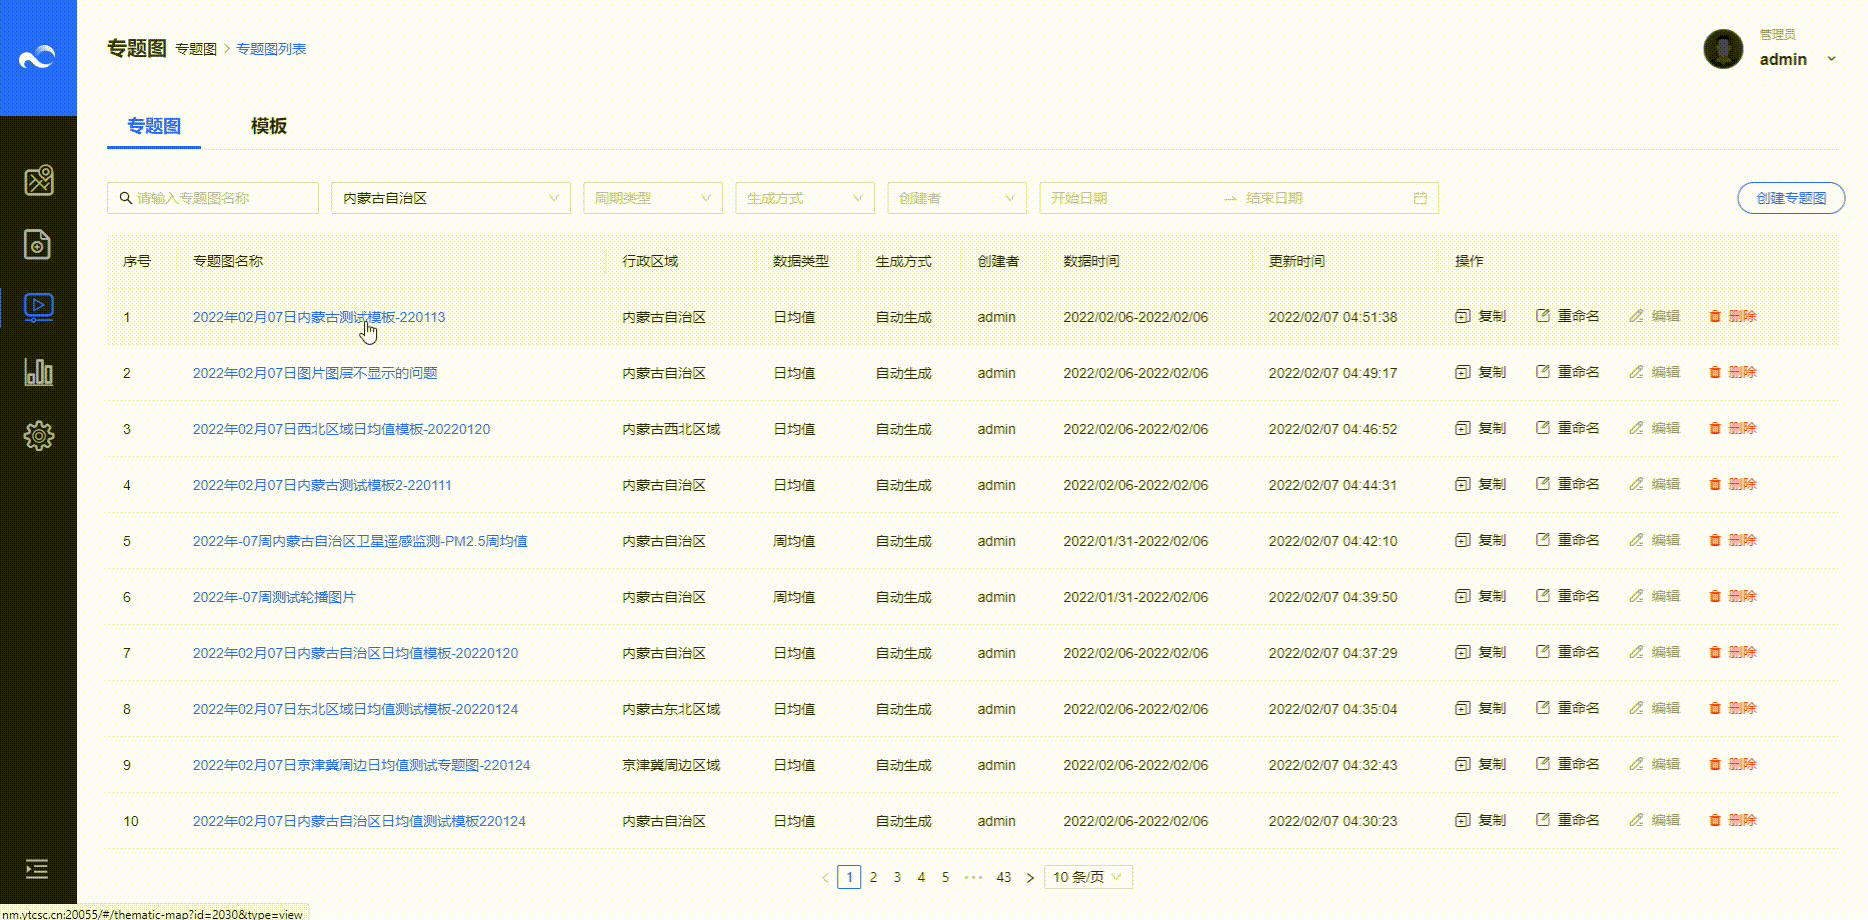 专题图 专题图 > 专题图列表
管理员
admin
专题图 模板
请输入专题图名称 内蒙古自治区 周期类型 生成方式 创建者 开始日期 → 结束日期 创建专题图
序号 专题图名称 行政区域 数据类型 生成方式 创建者 数据时间 更新时间 操作
1 2022年02月07日内蒙古测试模板-220113 内蒙古自治区 日均值 自动生成 admin 2022/02/06-2022/02/06 2022/02/07 04:51:38 复制 重命名 编辑 删除
2 2022年02月07日图片图层不显示的问题 内蒙古自治区 日均值 自动生成 admin 2022/02/06-2022/02/06 2022/02/07 04:49:17 复制 重命名 编辑 删除
3 2022年02月07日西北区域日均值模板-20220120 内蒙古西北区域 日均值 自动生成 admin 2022/02/06-2022/02/06 2022/02/07 04:46:52 复制 重命名 编辑 删除
4 2022年02月07日内蒙古测试模板2-220111 内蒙古自治区 日均值 自动生成 admin 2022/02/06-2022/02/06 2022/02/07 04:44:31 复制 重命名 编辑 删除
5 2022年-07周内蒙古自治区卫星遥感监测-PM2.5周均值 内蒙古自治区 周均值 自动生成 admin 2022/01/31-2022/02/06 2022/02/07 04:42:10 复制 重命名 编辑 删除
6 2022年-07周测试轮播图片 内蒙古自治区 周均值 自动生成 admin 2022/01/31-2022/02/06 2022/02/07 04:39:50 复制 重命名 编辑 删除
7 2022年02月07日内蒙古自治区日均值模板-20220120 内蒙古自治区 日均值 自动生成 admin 2022/02/06-2022/02/06 2022/02/07 04:37:29 复制 重命名 编辑 删除
8 2022年02月07日东北区域日均值测试模板-20220124 内蒙古东北区域 日均值 自动生成 admin 2022/02/06-2022/02/06 2022/02/07 04:35:04 复制 重命名 编辑 删除
9 2022年02月07日京津冀周边日均值测试专题图-220124 京津冀周边区域 日均值 自动生成 admin 2022/02/06-2022/02/06 2022/02/07 04:32:43 复制 重命名 编辑 删除
10 2022年02月07日内蒙古自治区日均值测试模板220124 内蒙古自治区 日均值 自动生成 admin 2022/02/06-2022/02/06 2022/02/07 04:30:23 复制 重命名 编辑 删除
< 1 2 3 4 5 ••• 43 > 10 条/页
nm.ytcsc.cn:20055/#/thematic-map?id=2030&type=view